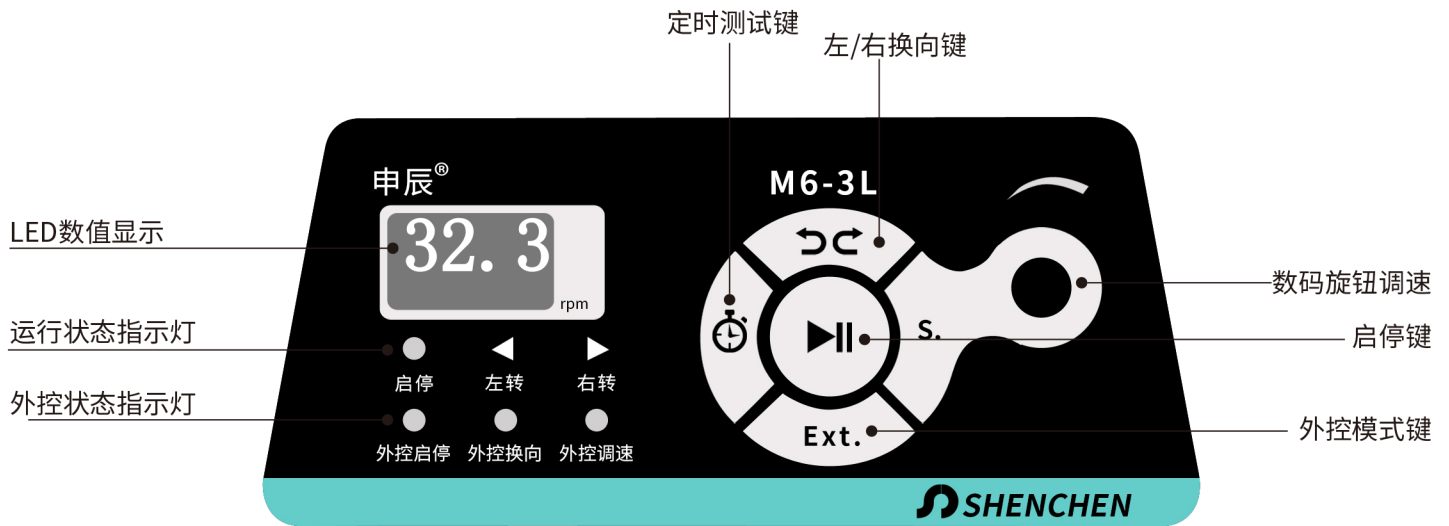 定时测试键
左/右换向键
申辰®
M6-3L
LED数值显示
32.3
rpm
数码旋钮调速
运行状态指示灯
S.
启停键
启停
左转
右转
外控状态指示灯
Ext.
外控模式键
外控启停
外控换向
外控调速
SHENCHEN